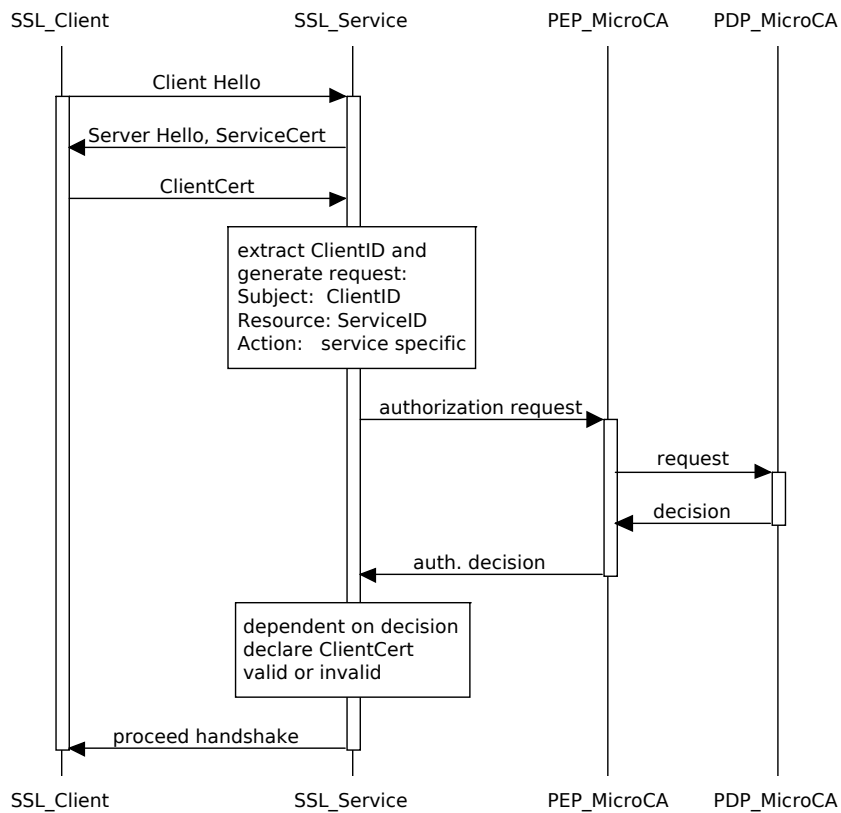 SSL_Client SSL_Service PEP_MicroCA PDP_MicroCA
Client Hello
Server Hello, ServiceCert
ClientCert
extract ClientID and
generate request:
Subject:  ClientID
Resource: ServiceID
Action:   service specific
authorization request
request
decision
auth. decision
dependent on decision
declare ClientCert
valid or invalid
proceed handshake
SSL_Client SSL_Service PEP_MicroCA PDP_MicroCA